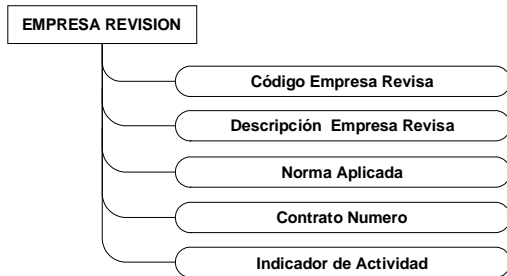 EMPRESA REVISION
Código Empresa Revisa
Descripción Empresa Revisa
Norma Aplicada
Contrato Numero
Indicador de Actividad